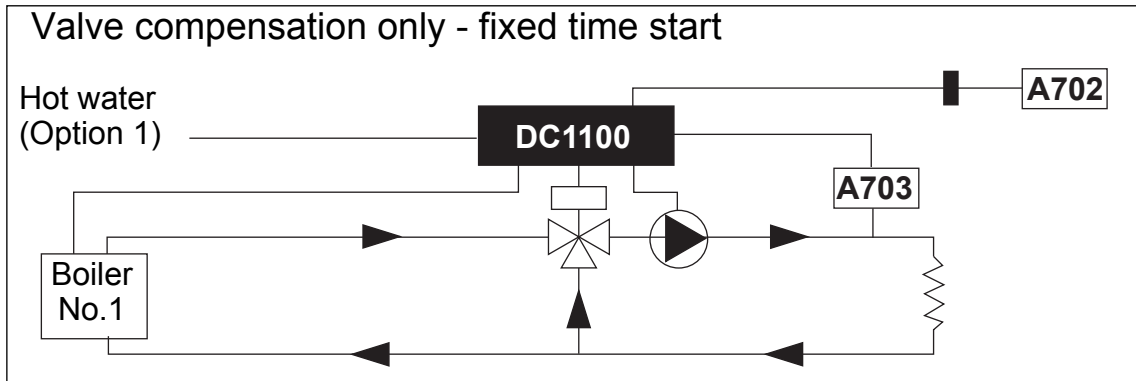 Valve compensation only - fixed time start
Hot water
(Option 1)
DC1100
A702
A703
Boiler
No.1